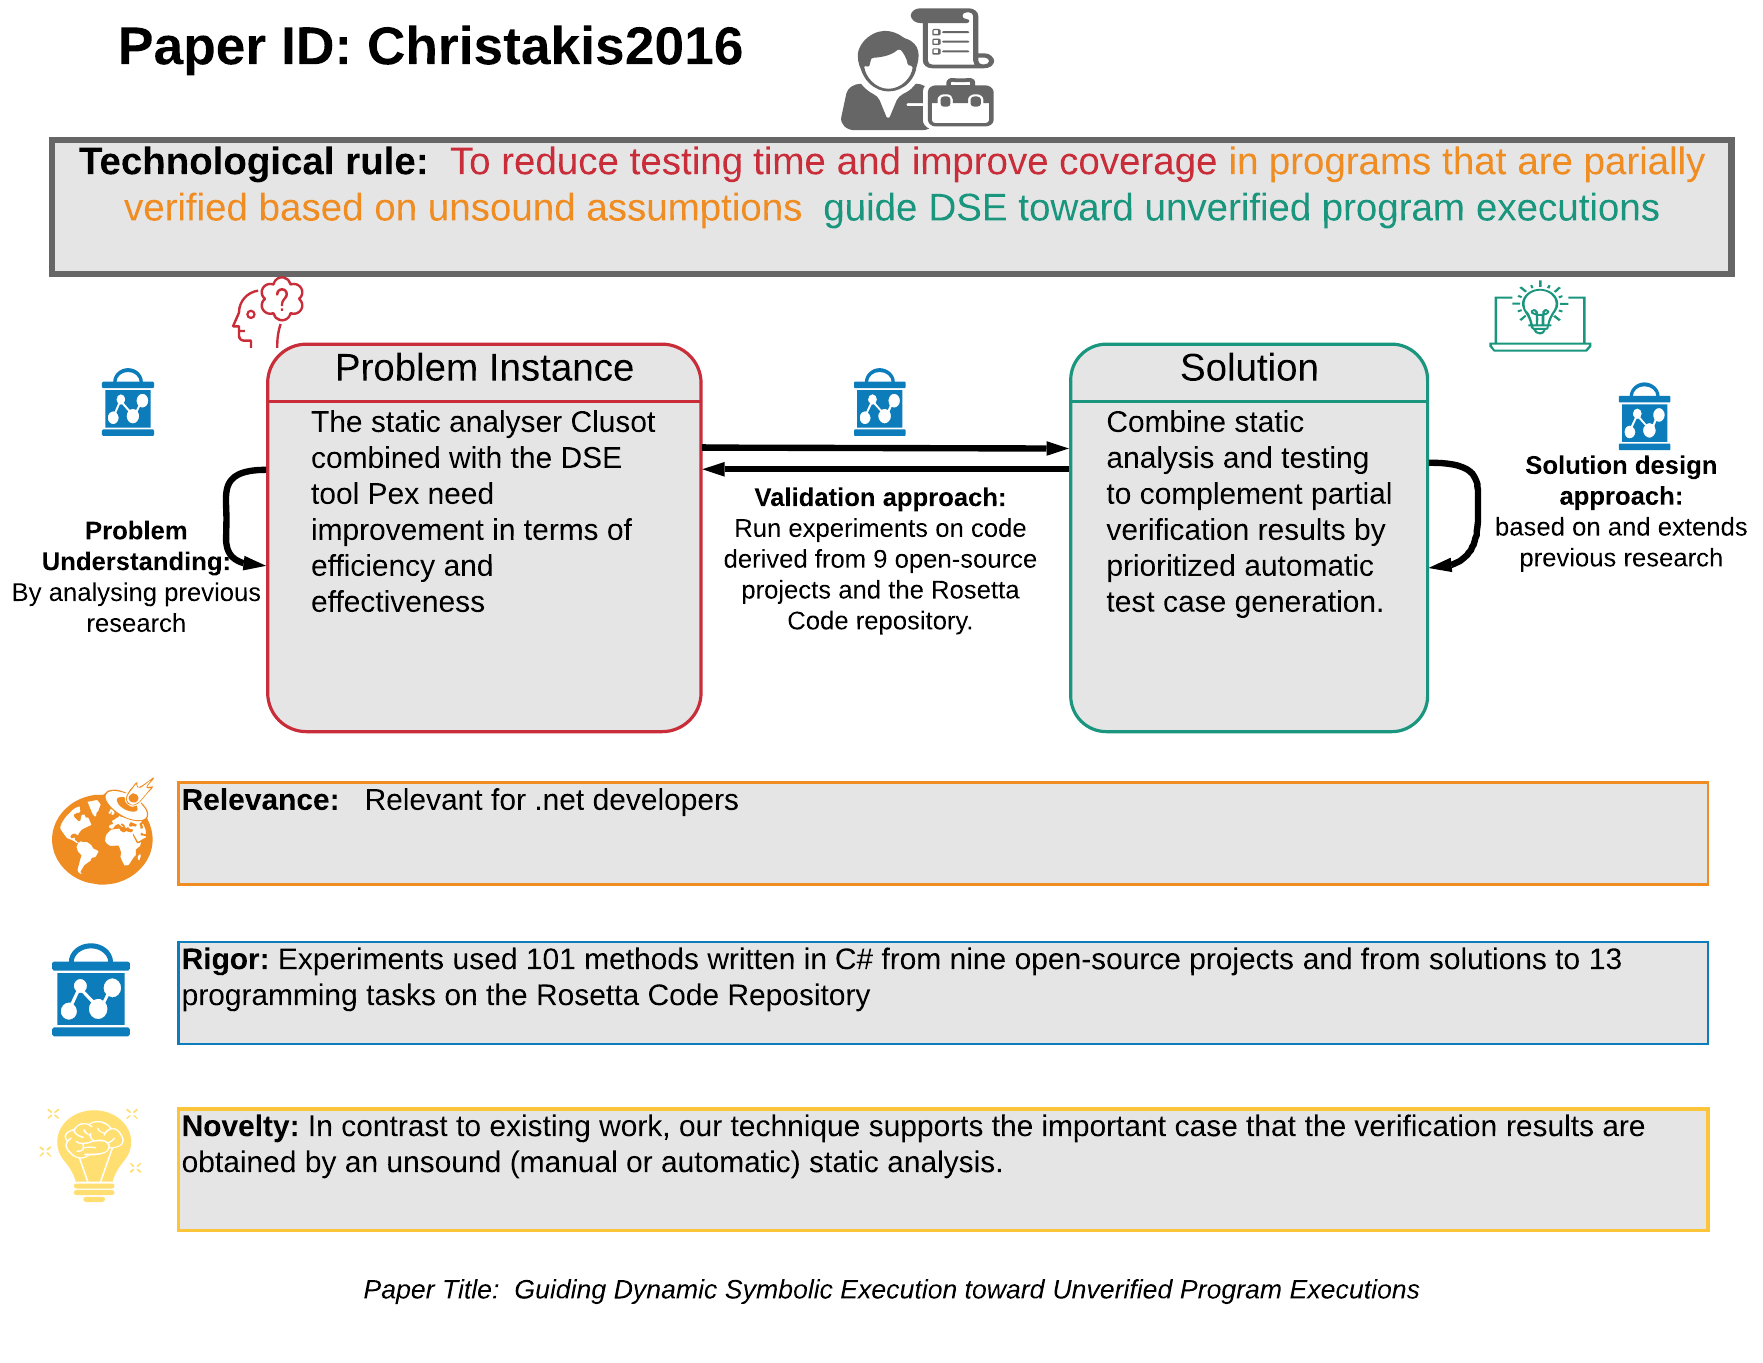 Paper ID: Christakis2016
Technological rule: To reduce testing time and improve coverage in programs that are parially
verified based on unsound assumptions guide DSE toward unverified program executions
Problem Instance
The static analyser Clusot
combined with the DSE
tool Pex need
improvement in terms of
efficiency and
effectiveness
Solution
Combine static
analysis and testing
to complement partial
verification results by
prioritized automatic
test case generation.
Problem
Understanding:
By analysing previous
research
Validation approach:
Run experiments on code
derived from 9 open-source
projects and the Rosetta
Code repository.
Solution design
approach:
based on and extends
previous research
Relevance: Relevant for .net developers
Rigor: Experiments used 101 methods written in C# from nine open-source projects and from solutions to 13
programming tasks on the Rosetta Code Repository
Novelty: In contrast to existing work, our technique supports the important case that the verification results are
obtained by an unsound (manual or automatic) static analysis.
Paper Title: Guiding Dynamic Symbolic Execution toward Unverified Program Executions